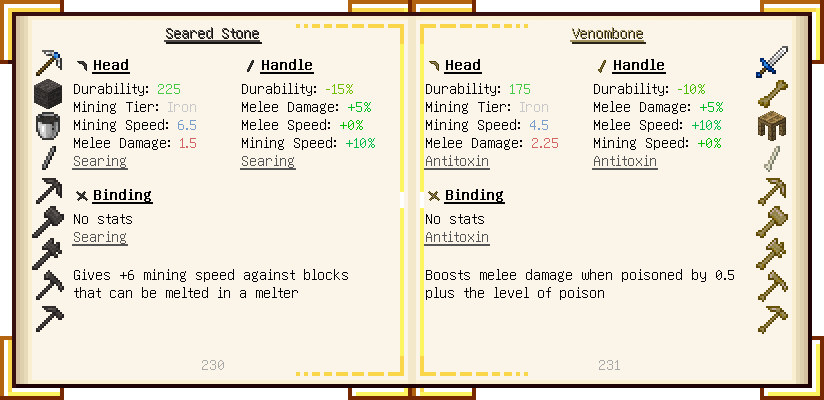 Seared Stone
Head
Handle
Durability: 225
Durability: -15%
Mining Tier: Iron
Melee Damage: +5%
Mining Speed: 6.5
Melee Speed: +0%
Melee Damage: 1.5
Mining Speed: +10%
Searing
Searing
Binding
No stats
Searing
Gives +6 mining speed against blocks
that can be melted in a melter
230
Venombone
Head
Handle
Durability: 175
Durability: -10%
Mining Tier: Iron
Melee Damage: +5%
Mining Speed: 4.5
Melee Speed: +10%
Melee Damage: 2.25
Mining Speed: +0%
Antitoxin
Antitoxin
Binding
No stats
Antitoxin
Boosts melee damage when poisoned by 0.5
plus the level of poison
231